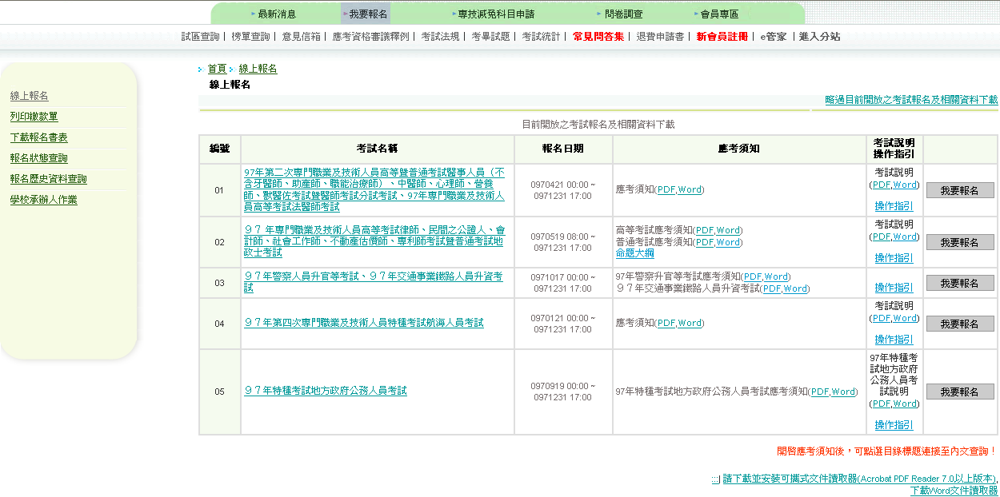 最新消息 我要報名 專技減免科目申請 問卷調查 會員專區
試區查詢| 榜單查詢| 意見信箱| 應考資格審議釋例| 考試法規| 考畢試題| 考試統計| 常見問答集| 退費申請書| 新會員註冊| e管家 |進入分站
首頁 線上報名
線上報名
線上報名
列印繳款單
下載報名書表
報名狀態查詢
報名歷史資料查詢
學校承辦人作業
略過目前開放之考試報名及相關資料下載
目前開放之考試報名及相關資料下載
編號 考試名稱 報名日期 應考須知 考試說明
操作指引
01
97年第二次專門職業及技術人員高等暨普通考試醫事人員（不
含牙醫師、助產師、職能治療師）、中醫師、心理師、營養
師、獸醫佐考試暨醫師考試分試考試、97年專門職業及技術人
員高等考試法醫師考試
0970421 00:00 ~
0971231 17:00
應考須知(PDF,Word)
考試說明
(PDF,Word)
操作指引
我要報名
02
９７ 年專門職業及技術人員高等考試律師、民間之公證人、會
計師、社會工作師、不動產估價師、專利師考試暨普通考試地
政士考試
0970519 08:00 ~
0971231 17:00
高等考試應考須知(PDF,Word)
普通考試應考須知(PDF,Word)
命題大綱
考試說明
(PDF,Word)
操作指引
我要報名
03
９７年警察人員升官等考試、９７年交通事業鐵路人員升資考
試
0971017 00:00 ~
0971231 17:00
97年警察升官等考試應考須知(PDF,Word)
９７年交通事業鐵路人員升資考試(PDF,Word)
操作指引
我要報名
04
９７年第四次專門職業及技術人員特種考試航海人員考試
0970121 00:00 ~
0971231 17:00
應考須知(PDF,Word)
考試說明
(PDF,Word)
操作指引
我要報名
05
９７年特種考試地方政府公務人員考試
0970919 00:00 ~
0971231 17:00
97年特種考試地方政府公務人員考試應考須知(PDF,Word)
97年特種考
試地方政府
公務人員考
試說明
(PDF,Word)
操作指引
我要報名
開啓應考須知後，可點選目錄標題連接至內文查詢！
:::| 請下載並安裝可攜式文件讀取器(Acrobat PDF Reader 7.0以上版本),
下載Word文件讀取器